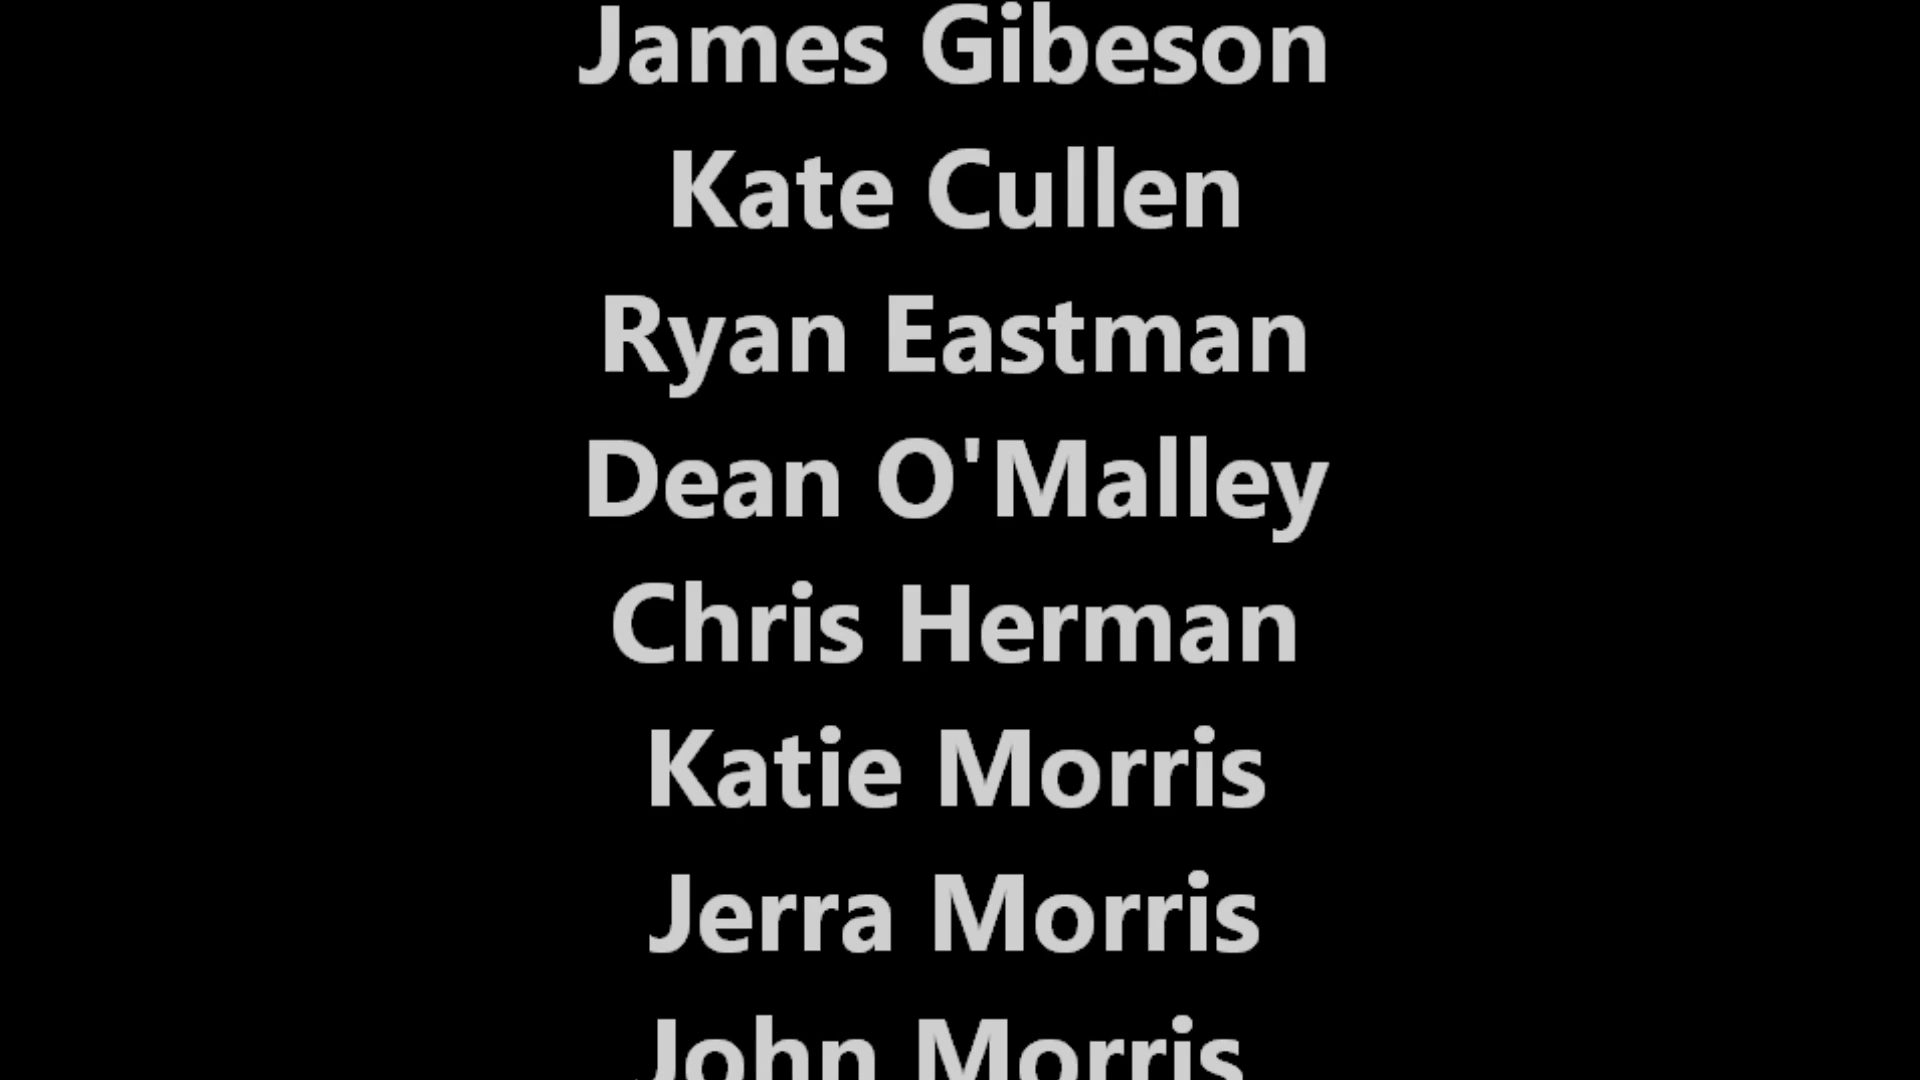 James Gibeson
Kate Cullen
Ryan Eastman
Dean O'Malley
Chris Herman
Katie Morris
Jerra Morris
John Morris